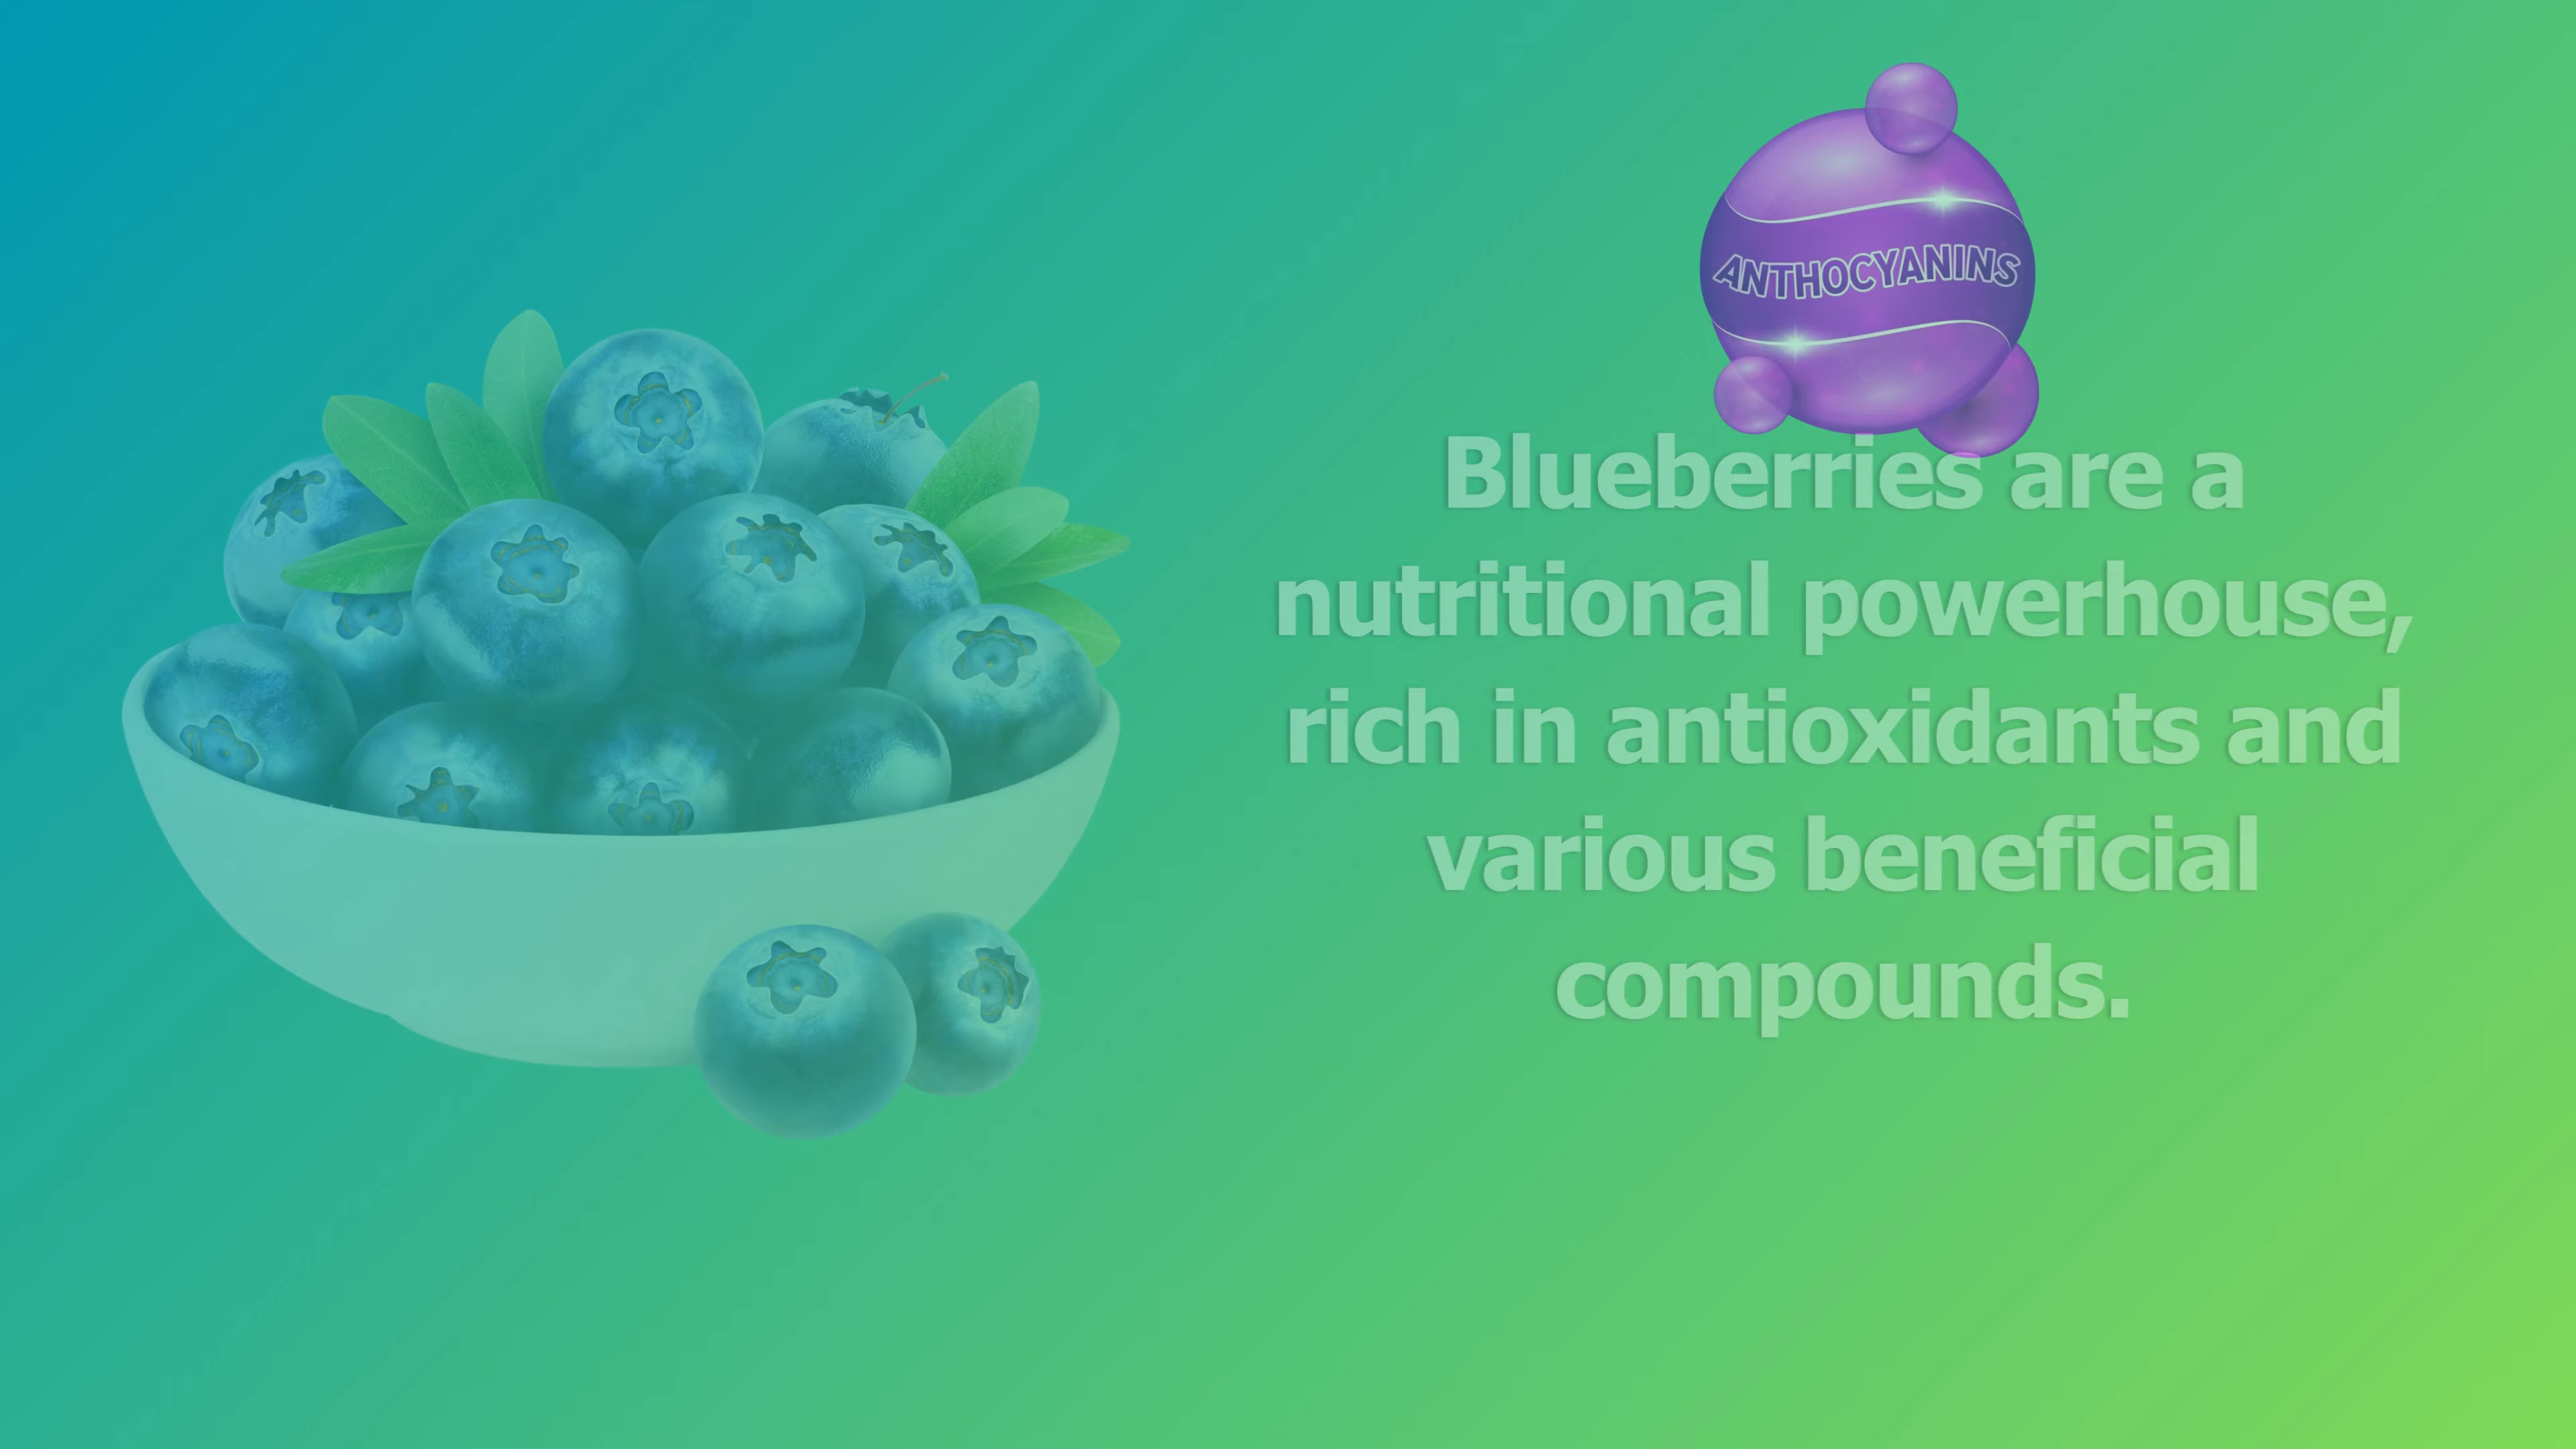 ANTHOCYANINS
Blueberries are a
nutritional powerhouse,
rich in antioxidants and
various beneficial
compounds.